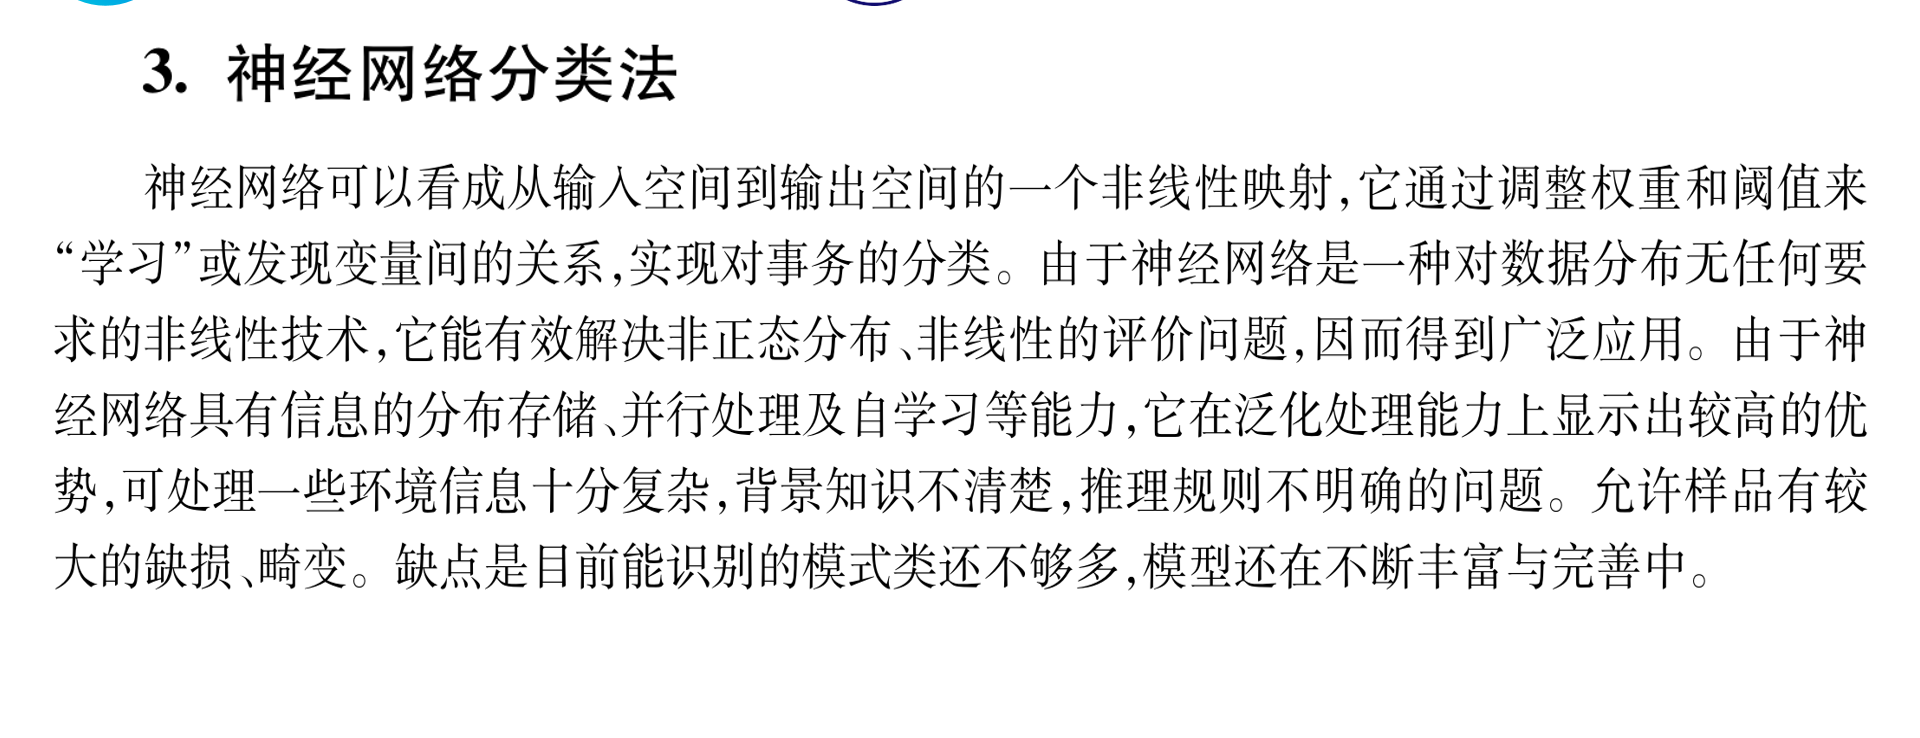 3. 神经网络分类法
神经网络可以看成从输入空间到输出空间的一个非线性映射,它通过调整权重和阈值来
“学习”或发现变量间的关系,实现对事务的分类。由于神经网络是一种对数据分布无任何要
求的非线性技术,它能有效解决非正态分布、非线性的评价问题,因而得到广泛应用。由于神
经网络具有信息的分布存储、并行处理及自学习等能力,它在泛化处理能力上显示出较高的优
势,可处理一些环境信息十分复杂,背景知识不清楚,推理规则不明确的问题。允许样品有较
大的缺损、畸变。缺点是目前能识别的模式类还不够多,模型还在不断丰富与完善中。